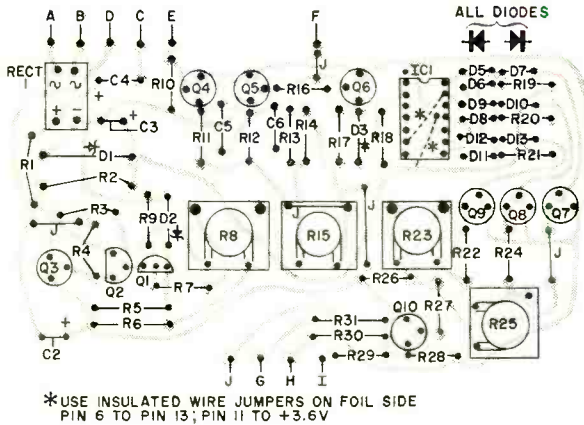 A B D C E F ALL DIODES
RECT 1 ~ ~ + − C4 + R10 Q4 Q5 R16 J Q6 IC1 D5 D7
D6 R19
+ C3 R11 C5 R12 C6 R13 R14 R17 D3 R18 * * D9 D10
D8 R20
R1 D1 D12 D13
D11 R21
R2
R3 R9 D2 R8 J R15 J R23 Q9 Q8 Q7
J R4 R22 R24 J
Q3 Q2 Q1 R7 R26
R5 R27
R6 R31 Q10 R25
+ R30
C2 R29 R28
J G H I
*USE INSULATED WIRE JUMPERS ON FOIL SIDE
PIN 6 TO PIN 13; PIN 11 TO +3.6V